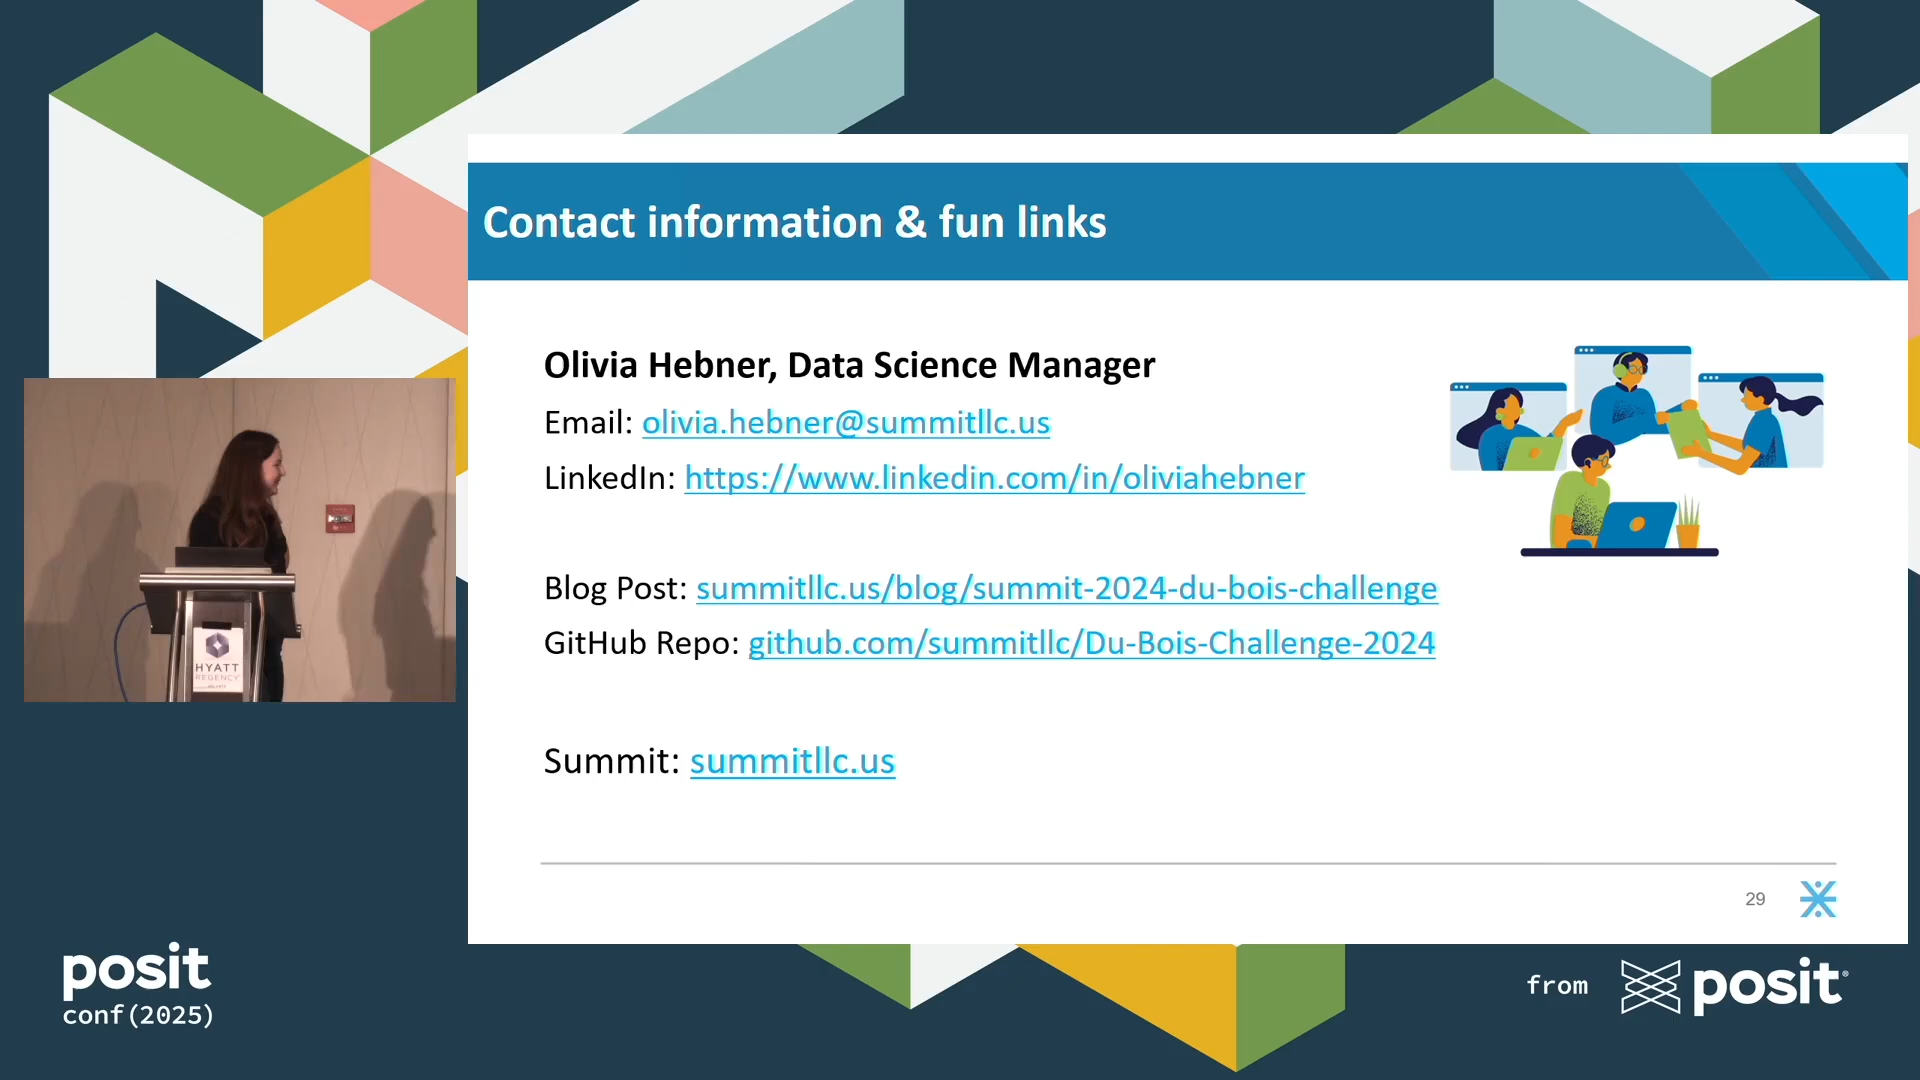 Contact information & fun links
Olivia Hebner, Data Science Manager
Email: olivia.hebner@summitllc.us
LinkedIn: https://www.linkedin.com/in/oliviahebner
Blog Post: summitllc.us/blog/summit-2024-du-bois-challenge
GitHub Repo: github.com/summitllc/Du-Bois-Challenge-2024
Summit: summitllc.us
29
HYATT
REGENCY
posit
conf(2025)
from
posit